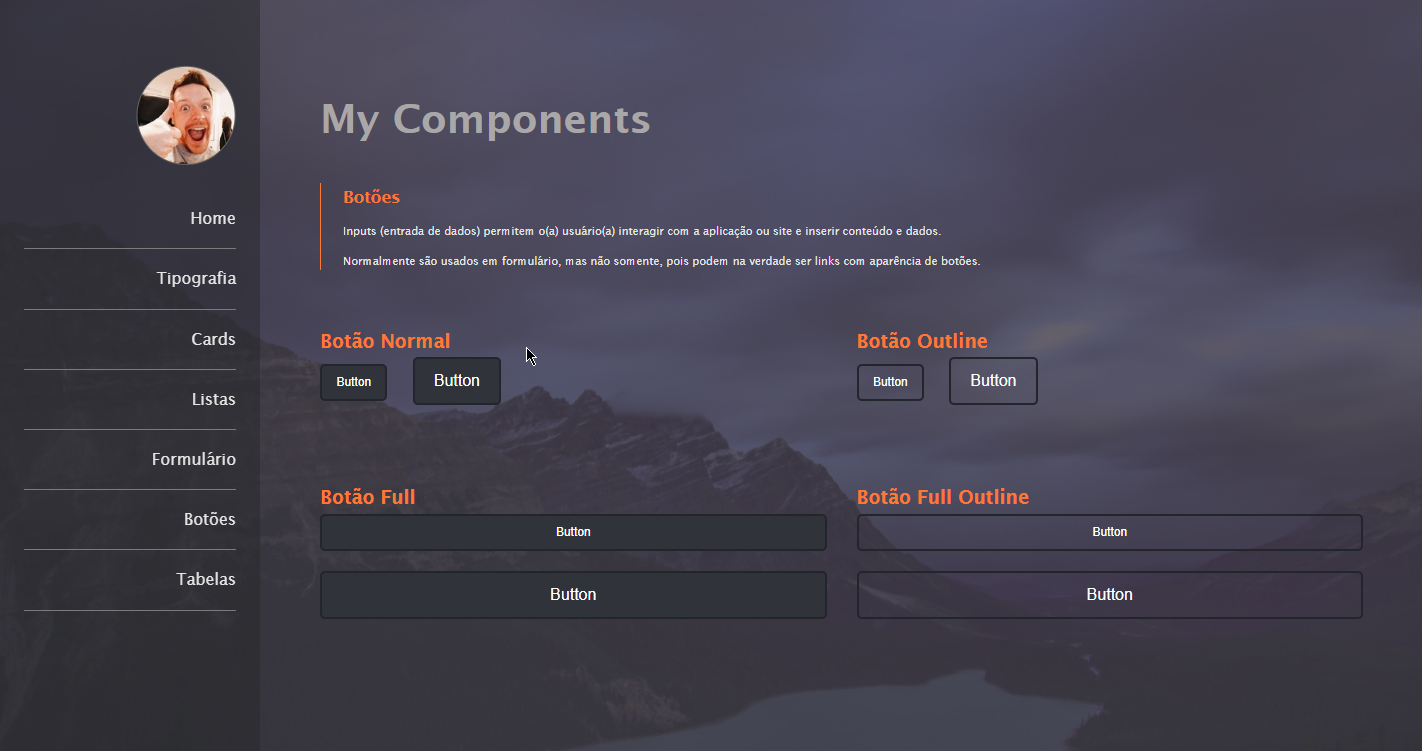 Home
Tipografia
Cards
Listas
Formulário
Botões
Tabelas
My Components
Botões
Inputs (entrada de dados) permitem o(a) usuário(a) interagir com a aplicação ou site e inserir conteúdo e dados.
Normalmente são usados em formulário, mas não somente, pois podem na verdade ser links com aparência de botões.
Botão Normal
Button Button
Botão Outline
Button Button
Botão Full
Button
Button
Botão Full Outline
Button
Button